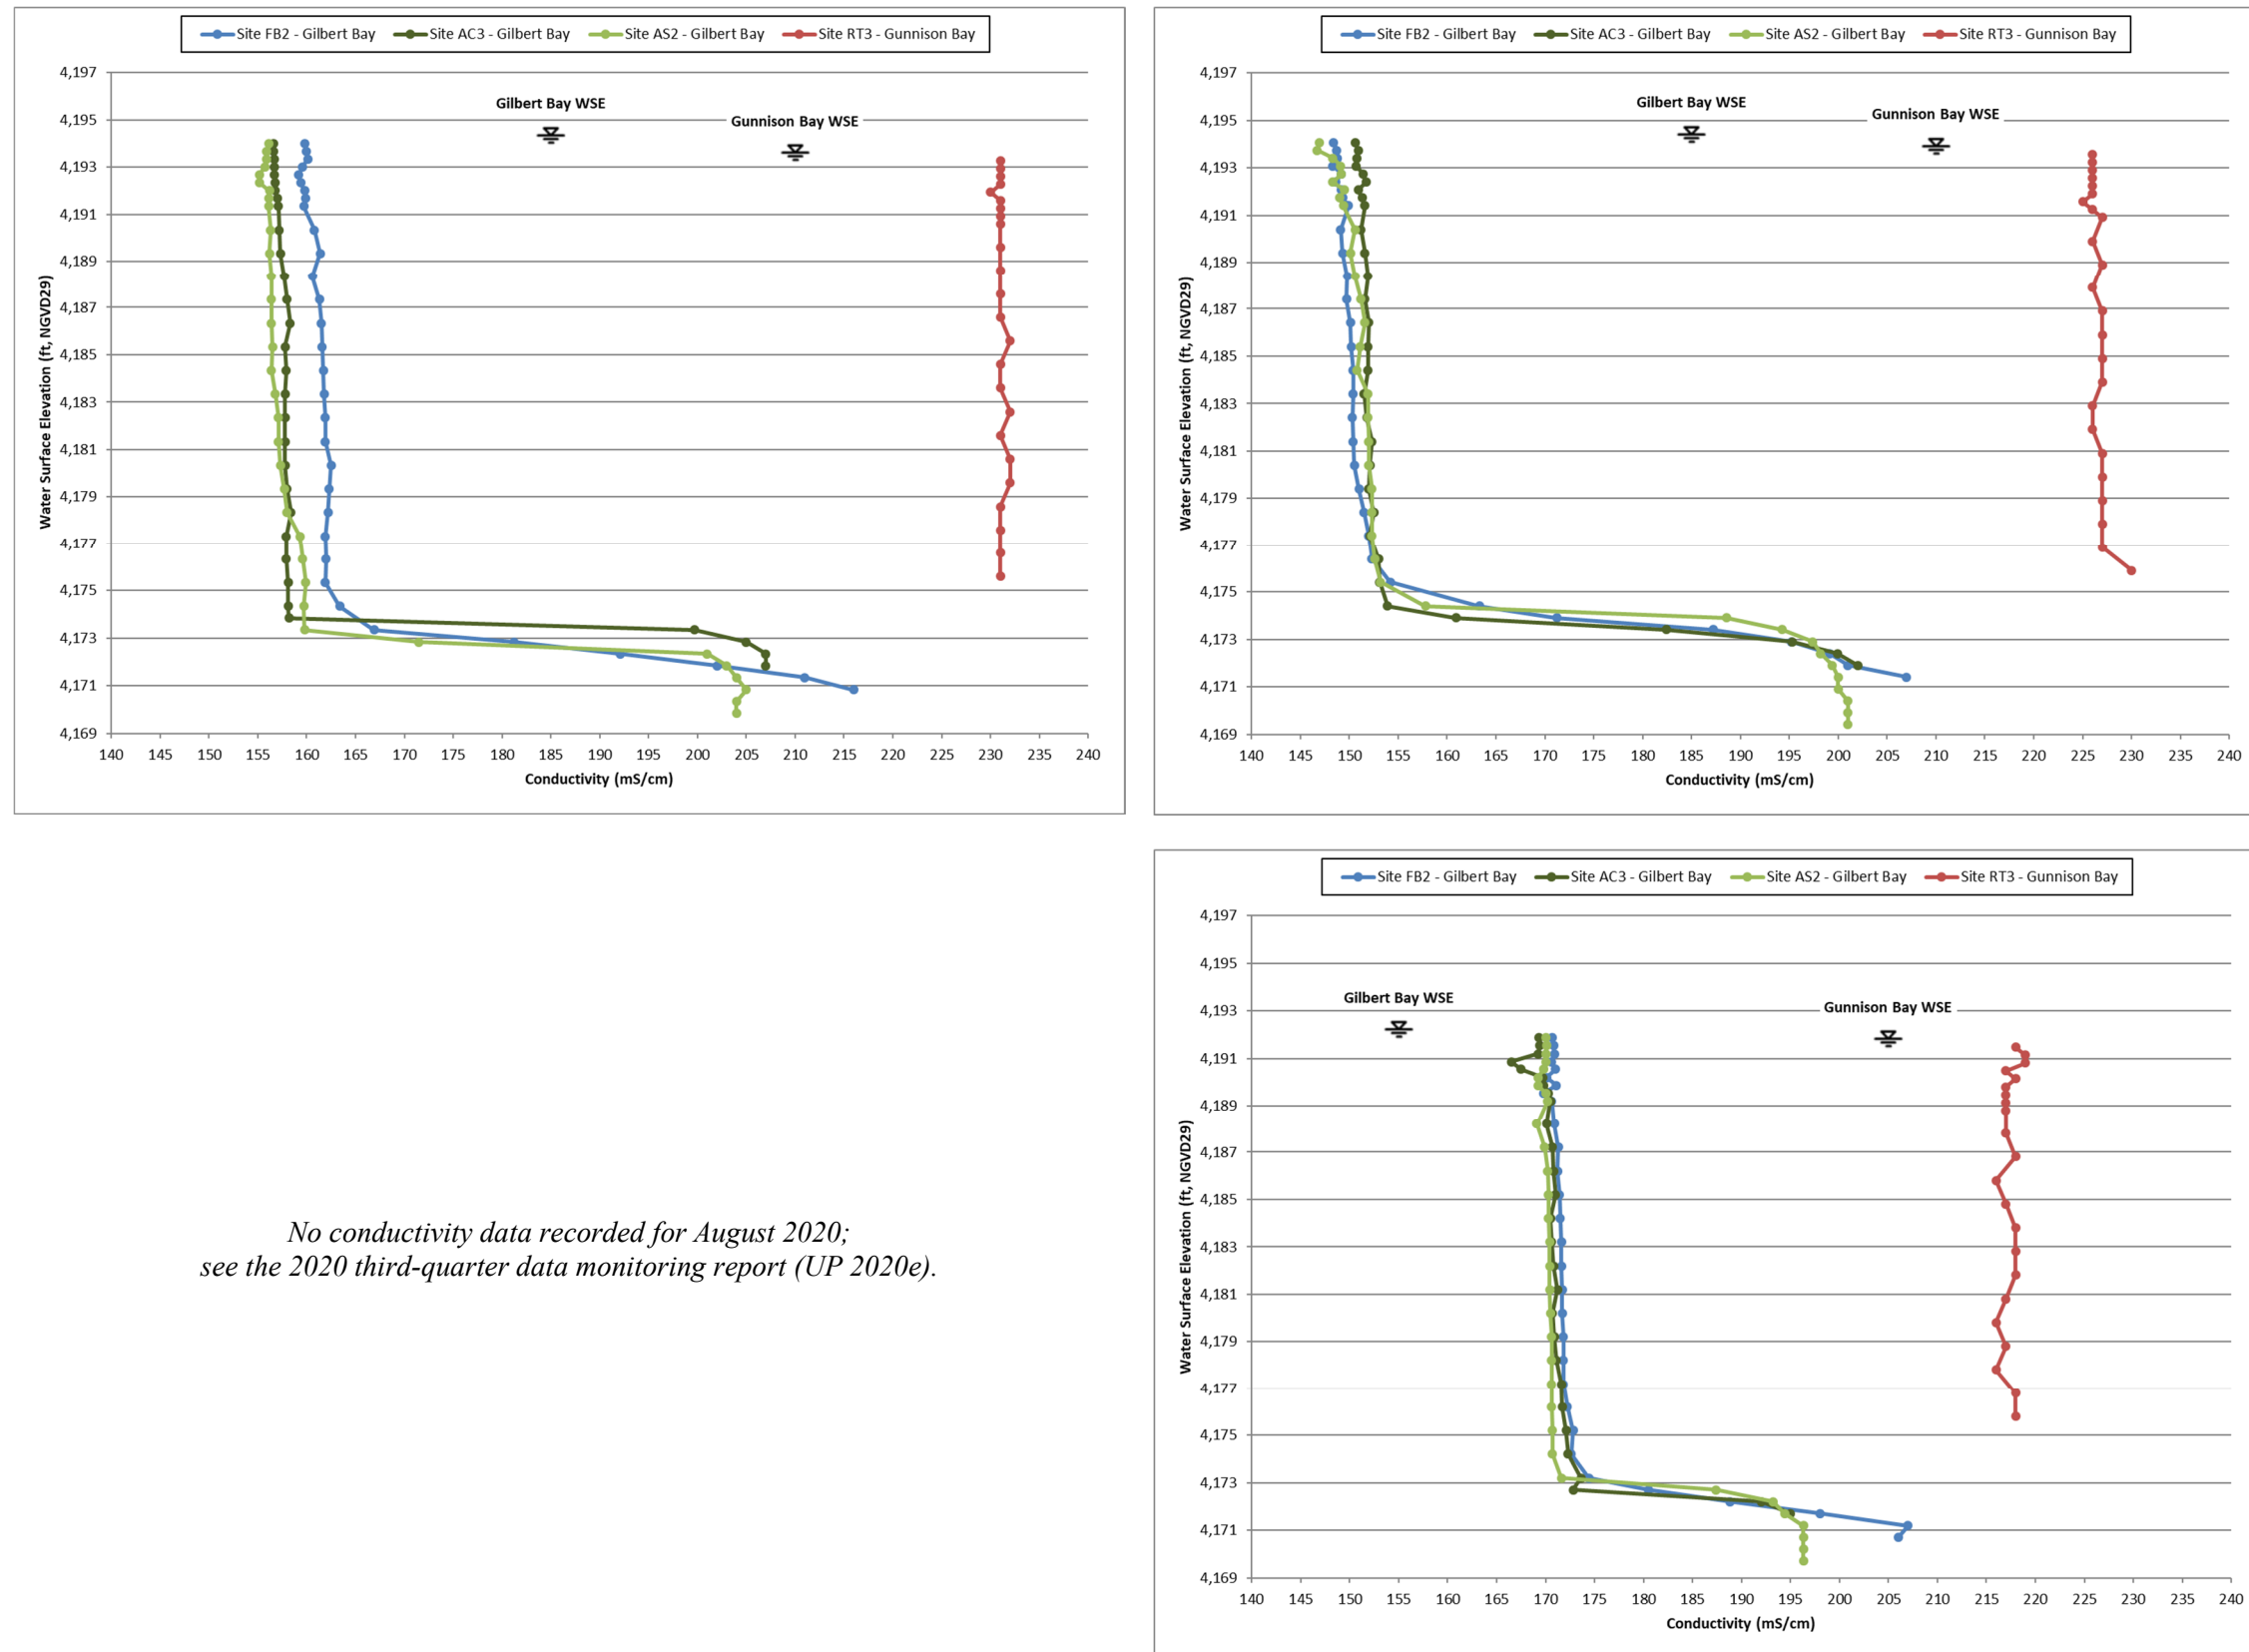 Site FB2 - Gilbert Bay Site AC3 - Gilbert Bay Site AS2 - Gilbert Bay Site RT3 - Gunnison Bay
4,197
4,195
4,193
4,191
4,189
4,187
4,185
4,183
4,181
4,179
4,177
4,175
4,173
4,171
4,169
Water Surface Elevation (ft, NGVD29)
Gilbert Bay WSE
Gunnison Bay WSE
140 145 150 155 160 165 170 175 180 185 190 195 200 205 210 215 220 225 230 235 240
Conductivity (mS/cm)
Site FB2 - Gilbert Bay Site AC3 - Gilbert Bay Site AS2 - Gilbert Bay Site RT3 - Gunnison Bay
4,197
4,195
4,193
4,191
4,189
4,187
4,185
4,183
4,181
4,179
4,177
4,175
4,173
4,171
4,169
Water Surface Elevation (ft, NGVD29)
Gilbert Bay WSE
Gunnison Bay WSE
140 145 150 155 160 165 170 175 180 185 190 195 200 205 210 215 220 225 230 235 240
Conductivity (mS/cm)
No conductivity data recorded for August 2020;
see the 2020 third-quarter data monitoring report (UP 2020e).
Site FB2 - Gilbert Bay Site AC3 - Gilbert Bay Site AS2 - Gilbert Bay Site RT3 - Gunnison Bay
4,197
4,195
4,193
4,191
4,189
4,187
4,185
4,183
4,181
4,179
4,177
4,175
4,173
4,171
4,169
Water Surface Elevation (ft, NGVD29)
Gilbert Bay WSE
Gunnison Bay WSE
140 145 150 155 160 165 170 175 180 185 190 195 200 205 210 215 220 225 230 235 240
Conductivity (mS/cm)